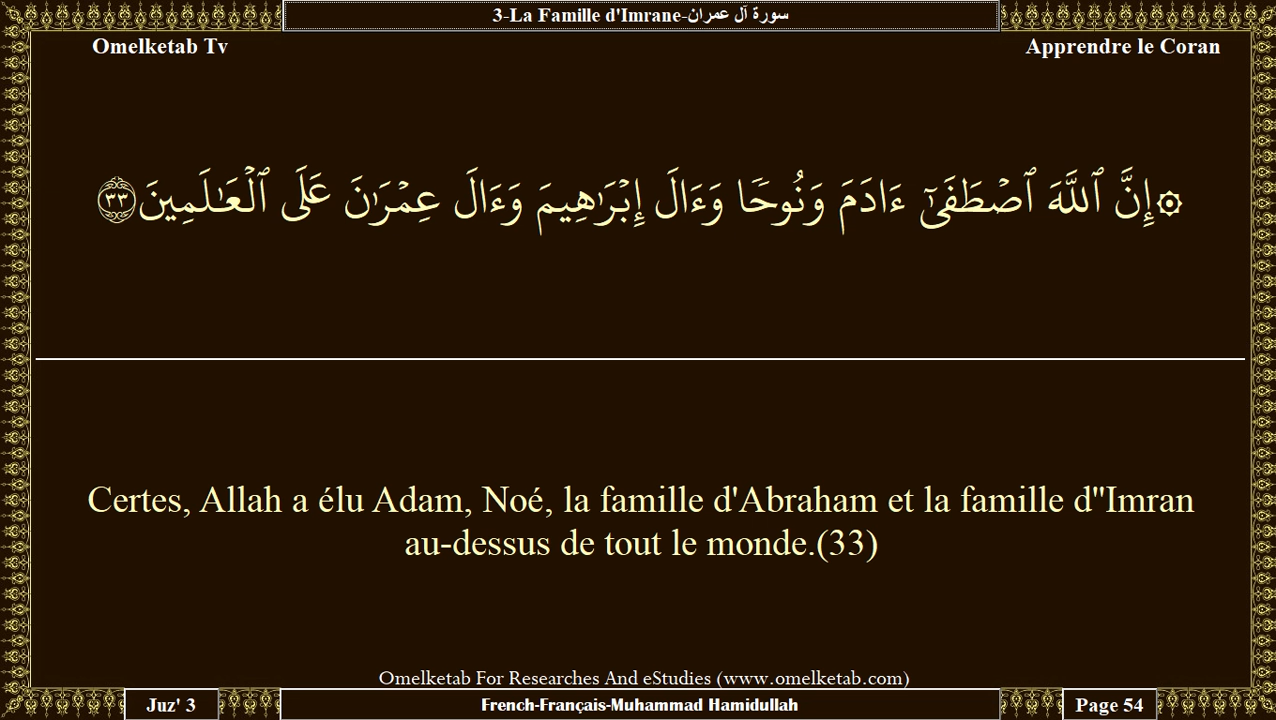 3-La Famille d'Imrane-سورة آل عمران
Omelketab Tv
Apprendre le Coran
۞إِنَّ ٱللَّهَ ٱصۡطَفَىٰٓ ءَادَمَ وَنُوحٗا وَءَالَ إِبۡرَٰهِيمَ وَءَالَ عِمۡرَٰنَ عَلَى ٱلۡعَٰلَمِينَ ٣٣
Certes, Allah a élu Adam, Noé, la famille d'Abraham et la famille d''Imran
au-dessus de tout le monde.(33)
Omelketab For Researches And eStudies (www.omelketab.com)
Juz' 3
French-Français-Muhammad Hamidullah
Page 54